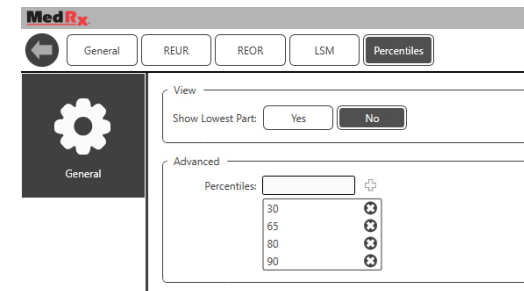 MedRx
General REUR REOR LSM Percentiles
View
Show Lowest Part: Yes No
General
Advanced
Percentiles:
30
65
80
90